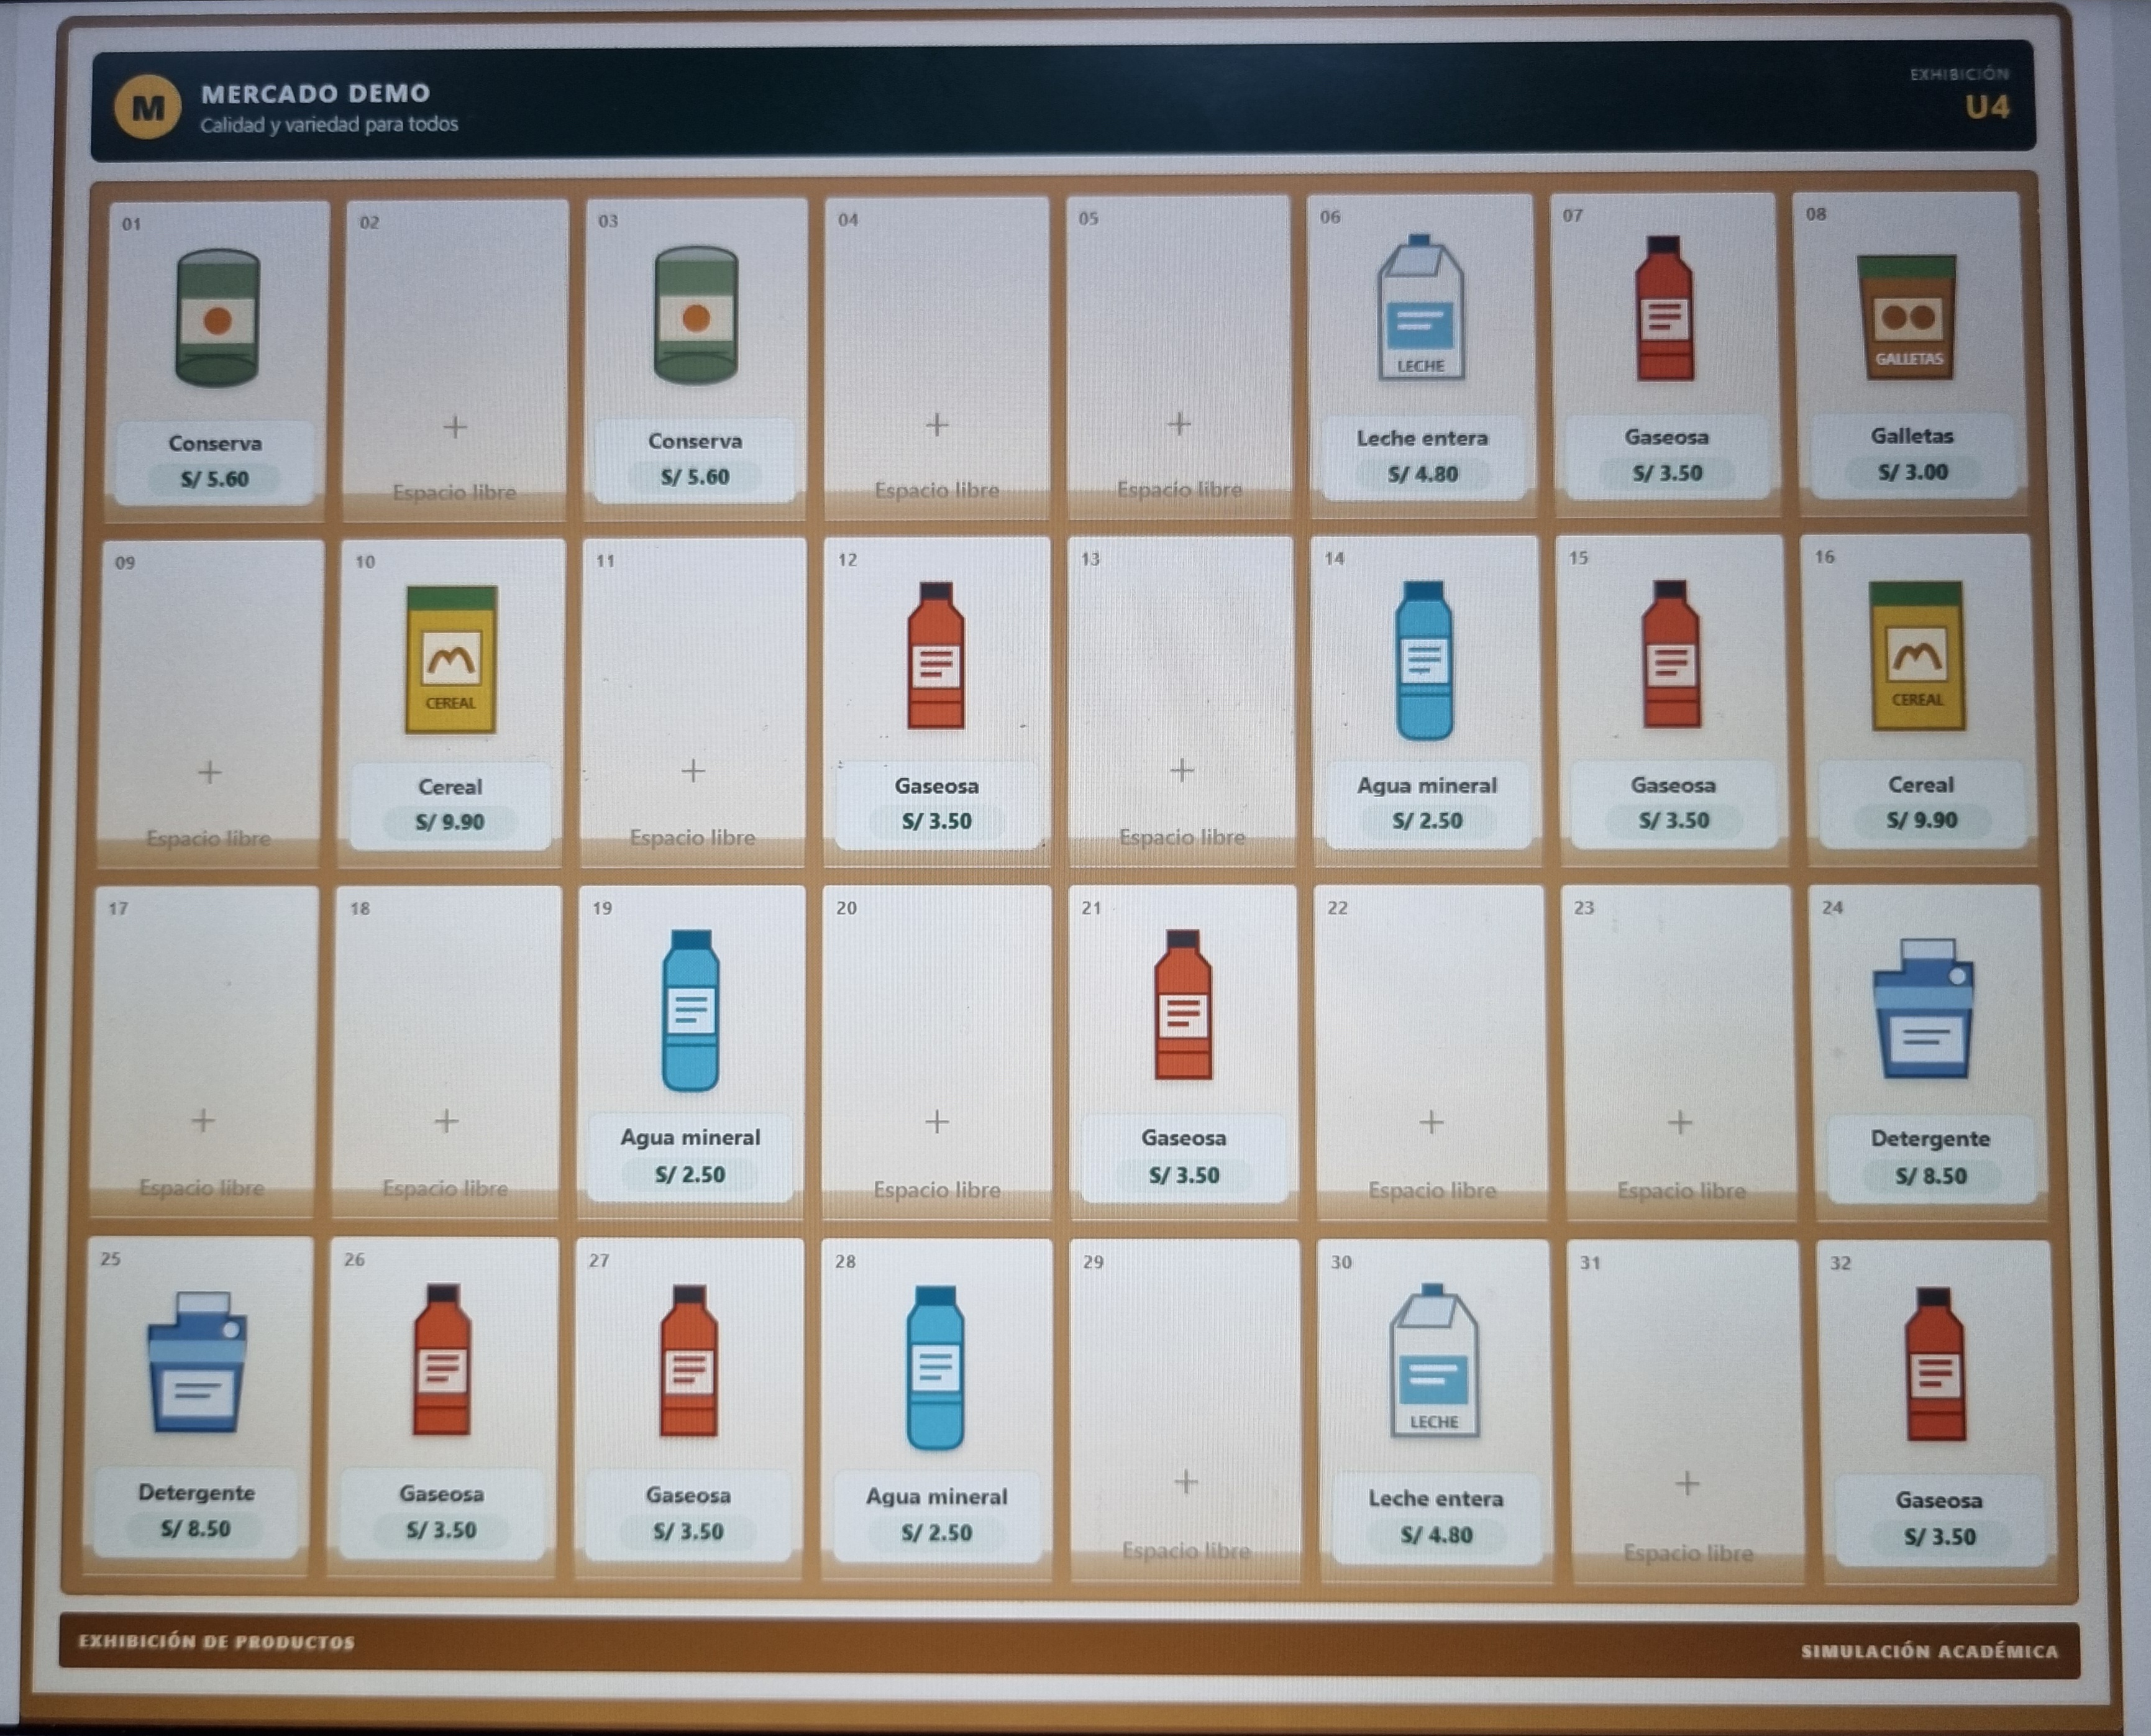 M
MERCADO DEMO
Calidad y variedad para todos
EXHIBICIÓN
U4
01
Conserva
S/ 5.60
02
+
Espacio libre
03
Conserva
S/ 5.60
04
+
Espacio libre
05
+
Espacio libre
06
LECHE
Leche entera
S/ 4.80
07
Gaseosa
S/ 3.50
08
GALLETAS
Galletas
S/ 3.00
09
+
Espacio libre
10
CEREAL
Cereal
S/ 9.90
11
+
Espacio libre
12
Gaseosa
S/ 3.50
13
+
Espacio libre
14
Agua mineral
S/ 2.50
15
Gaseosa
S/ 3.50
16
CEREAL
Cereal
S/ 9.90
17
+
Espacio libre
18
+
Espacio libre
19
Agua mineral
S/ 2.50
20
+
Espacio libre
21
Gaseosa
S/ 3.50
22
+
Espacio libre
23
+
Espacio libre
24
Detergente
S/ 8.50
25
Detergente
S/ 8.50
26
Gaseosa
S/ 3.50
27
Gaseosa
S/ 3.50
28
Agua mineral
S/ 2.50
29
+
Espacio libre
30
LECHE
Leche entera
S/ 4.80
31
+
Espacio libre
32
Gaseosa
S/ 3.50
EXHIBICIÓN DE PRODUCTOS
SIMULACIÓN ACADÉMICA